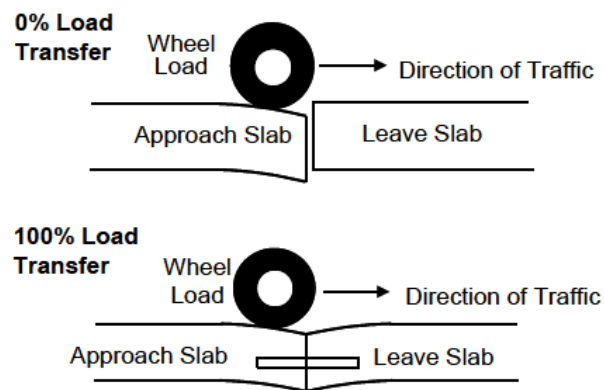 0% Load
Transfer
Wheel
Load
Direction of Traffic
Approach Slab
Leave Slab
100% Load
Transfer
Wheel
Load
Direction of Traffic
Approach Slab
Leave Slab